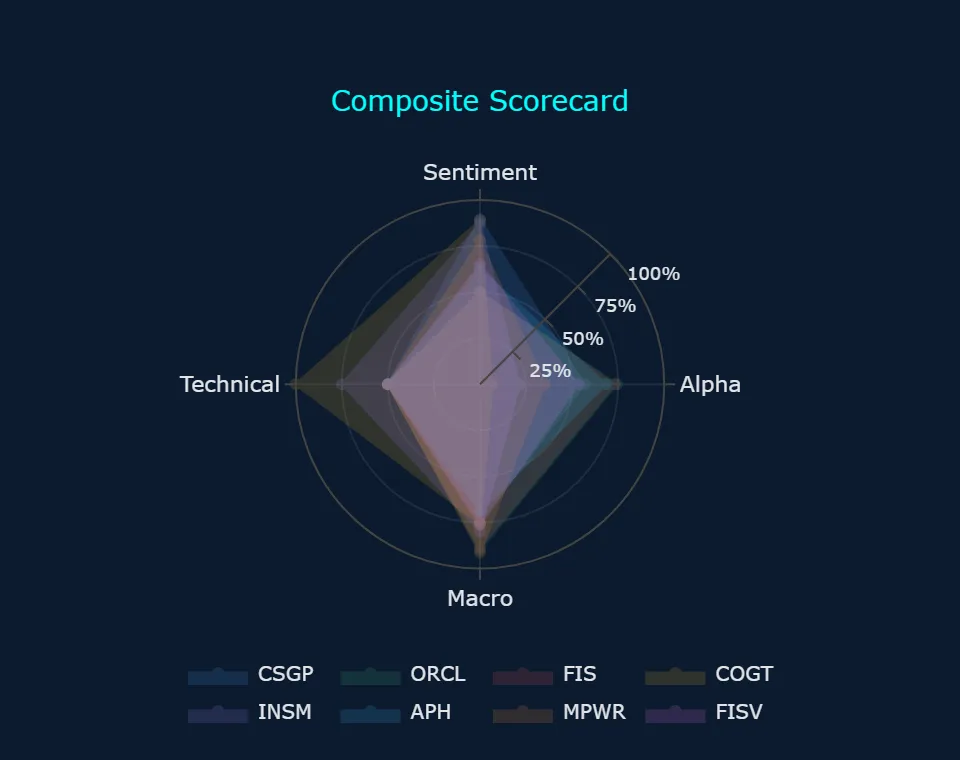 Composite Scorecard
Sentiment
100%
75%
50%
25%
Technical
Alpha
Macro
CSGP ORCL FIS COGT
INSM APH MPWR FISV